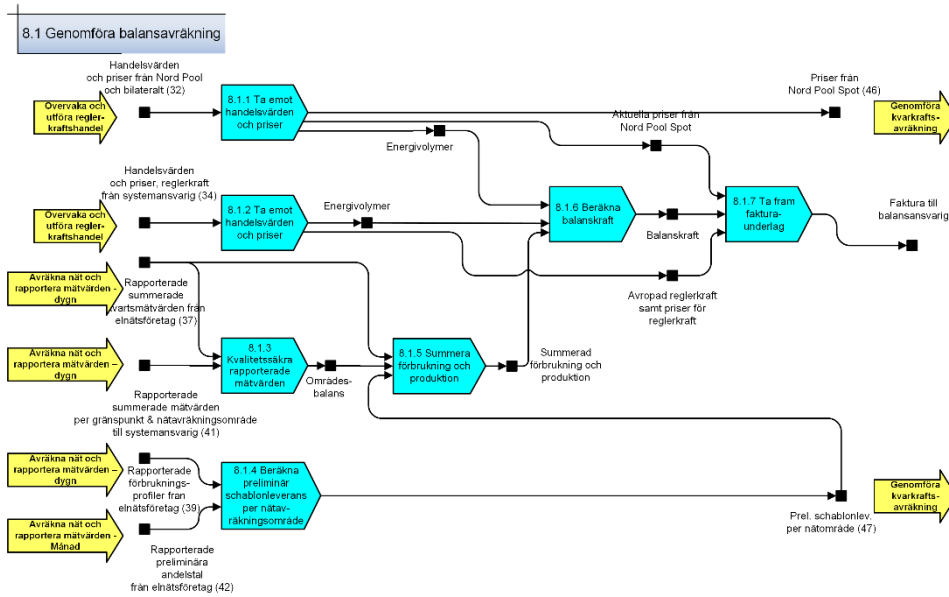 8.1 Genomföra balansavräkning
Handelsvärden
och priser från Nord Pool
och bilateralt (32)
Övervaka och
utföra regler-
kraftshandel
8.1.1 Ta emot
handelsvärden
och priser
Energivolymer
Aktuella priser från
Nord Pool Spot
Priser från
Nord Pool Spot (46)
Genomföra
kvarkrafts-
avräkning
Handelsvärden
och priser, reglerkraft
från systemansvarig (34)
Övervaka och
utföra regler-
kraftshandel
8.1.2 Ta emot
handelsvärden
och priser
Energivolymer
8.1.6 Beräkna
balanskraft
Balanskraft
8.1.7 Ta fram
faktura-
underlag
Faktura till
balansansvarig
Avräkna nät och
rapportera mätvärden -
dygn
Rapporterade
summerade
kvartsmätvärden från
elnätsföretag (37)
Avropad reglerkraft
samt priser för
reglerkraft
Avräkna nät och
rapportera mätvärden –
dygn
8.1.3
Kvalitetssäkra
rapporterade
mätvärden
Områdes-
balans
8.1.5 Summera
förbrukning och
produktion
Summerad
förbrukning och
produktion
Rapporterade
summerade mätvärden
per gränspunkt & nätavräkningsområde
till systemansvarig (41)
Avräkna nät och
rapportera mätvärden –
dygn
Rapporterade
förbruknings-
profiler från
elnätsföretag (39)
8.1.4 Beräkna
preliminär
schablonleverans
per nätav-
räkningsområde
Prel. schablonlev.
per nätområde (47)
Genomföra
kvarkrafts-
avräkning
Avräkna nät och
rapportera mätvärden -
Månad
Rapporterade
preliminära
andelstal
från elnätsföretag (42)